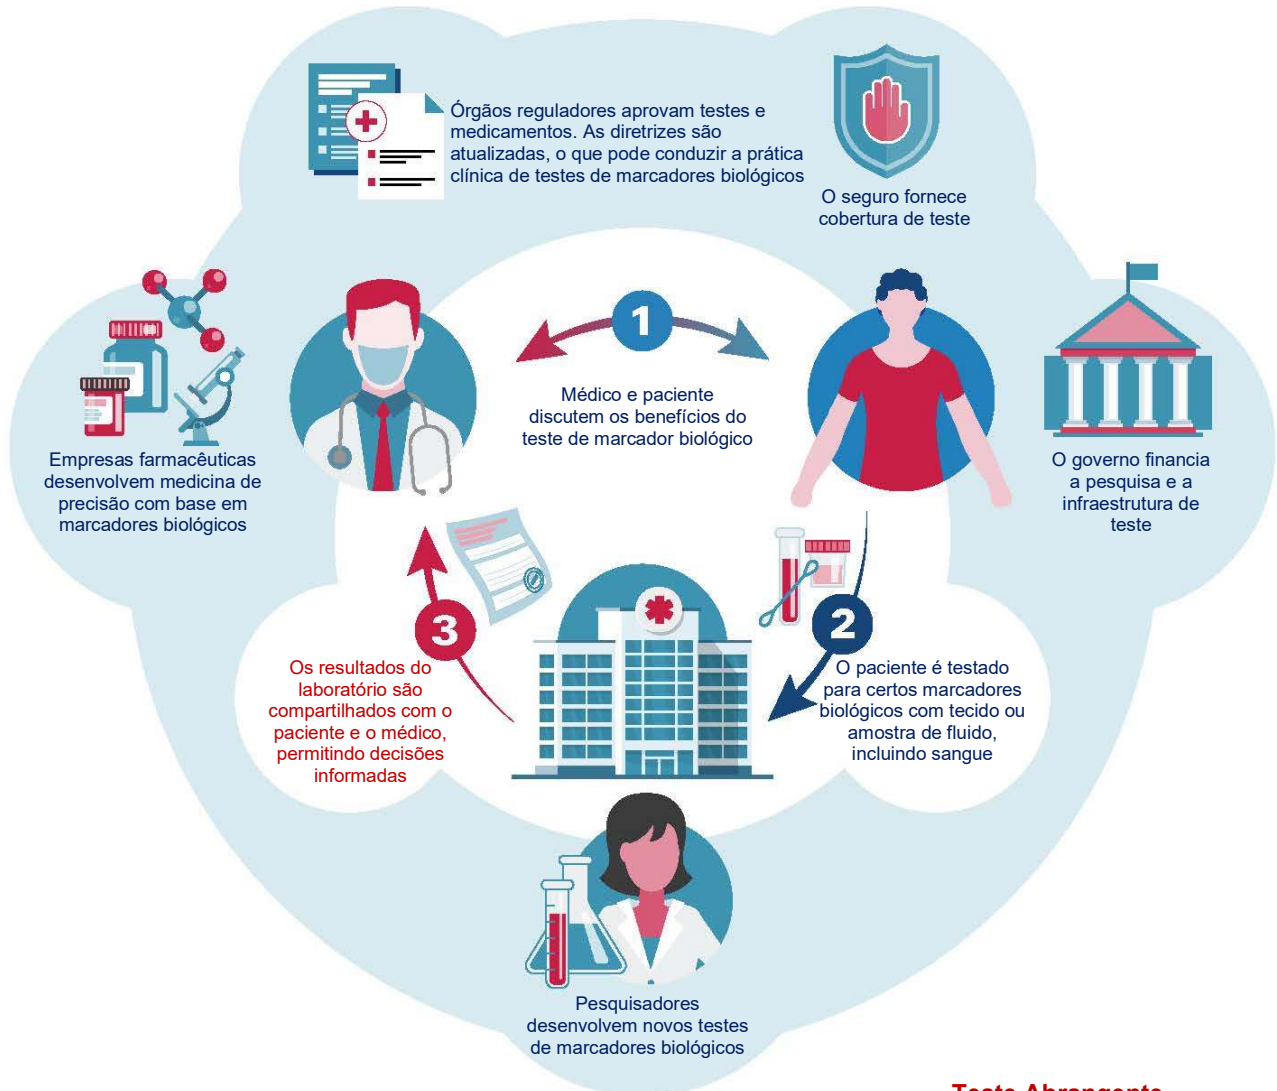 Órgãos reguladores aprovam testes e
medicamentos. As diretrizes são
atualizadas, o que pode conduzir a prática
clínica de testes de marcadores biológicos
O seguro fornece
cobertura de teste
1
Médico e paciente
discutem os benefícios do
teste de marcador biológico
Empresas farmacêuticas
desenvolvem medicina de
precisão com base em
marcadores biológicos
O governo financia
a pesquisa e a
infraestrutura de
teste
2
O paciente é testado
para certos marcadores
biológicos com tecido ou
amostra de fluido,
incluindo sangue
3
Os resultados do
laboratório são
compartilhados com o
paciente e o médico,
permitindo decisões
informadas
Pesquisadores
desenvolvem novos testes
de marcadores biológicos
Teste Abrangente